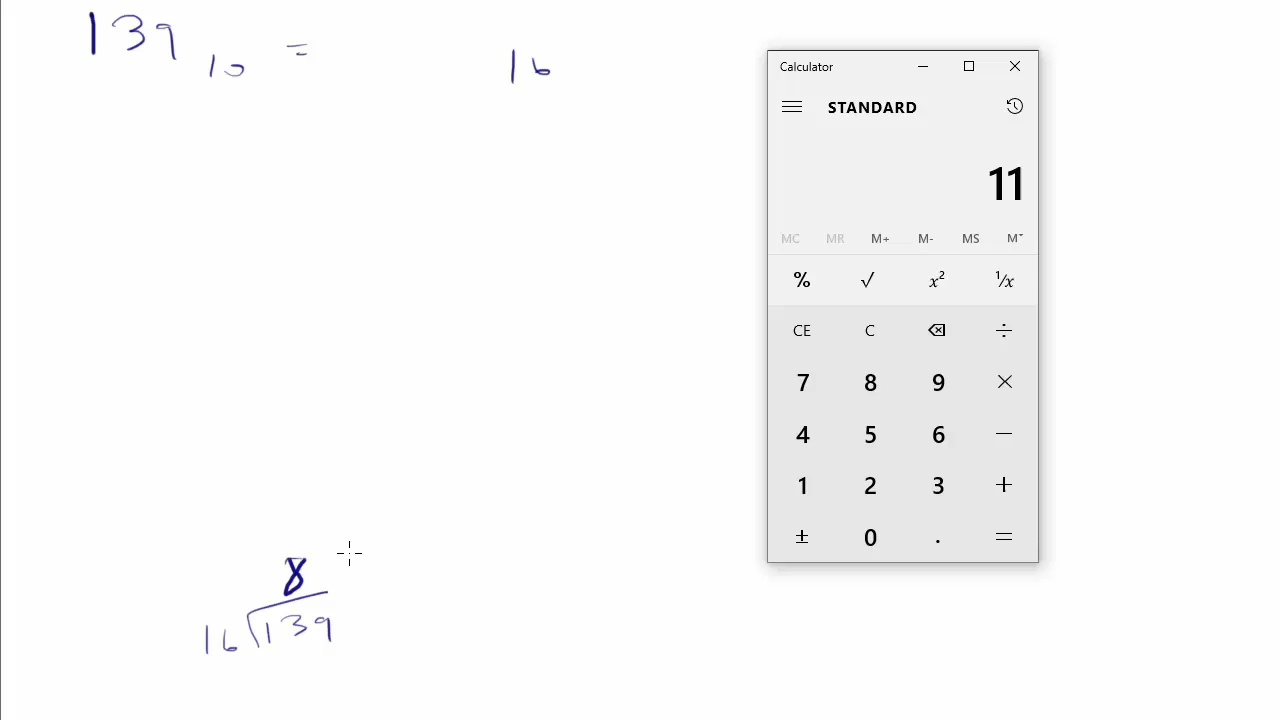 139₁₀ = ₁₆
Calculator
STANDARD
11
MC MR M+ M- MS M˅
% √ x² ¹/x
CE C ⌫ ÷
7 8 9 ×
4 5 6 −
1 2 3 +
± 0 . =
8
16 139